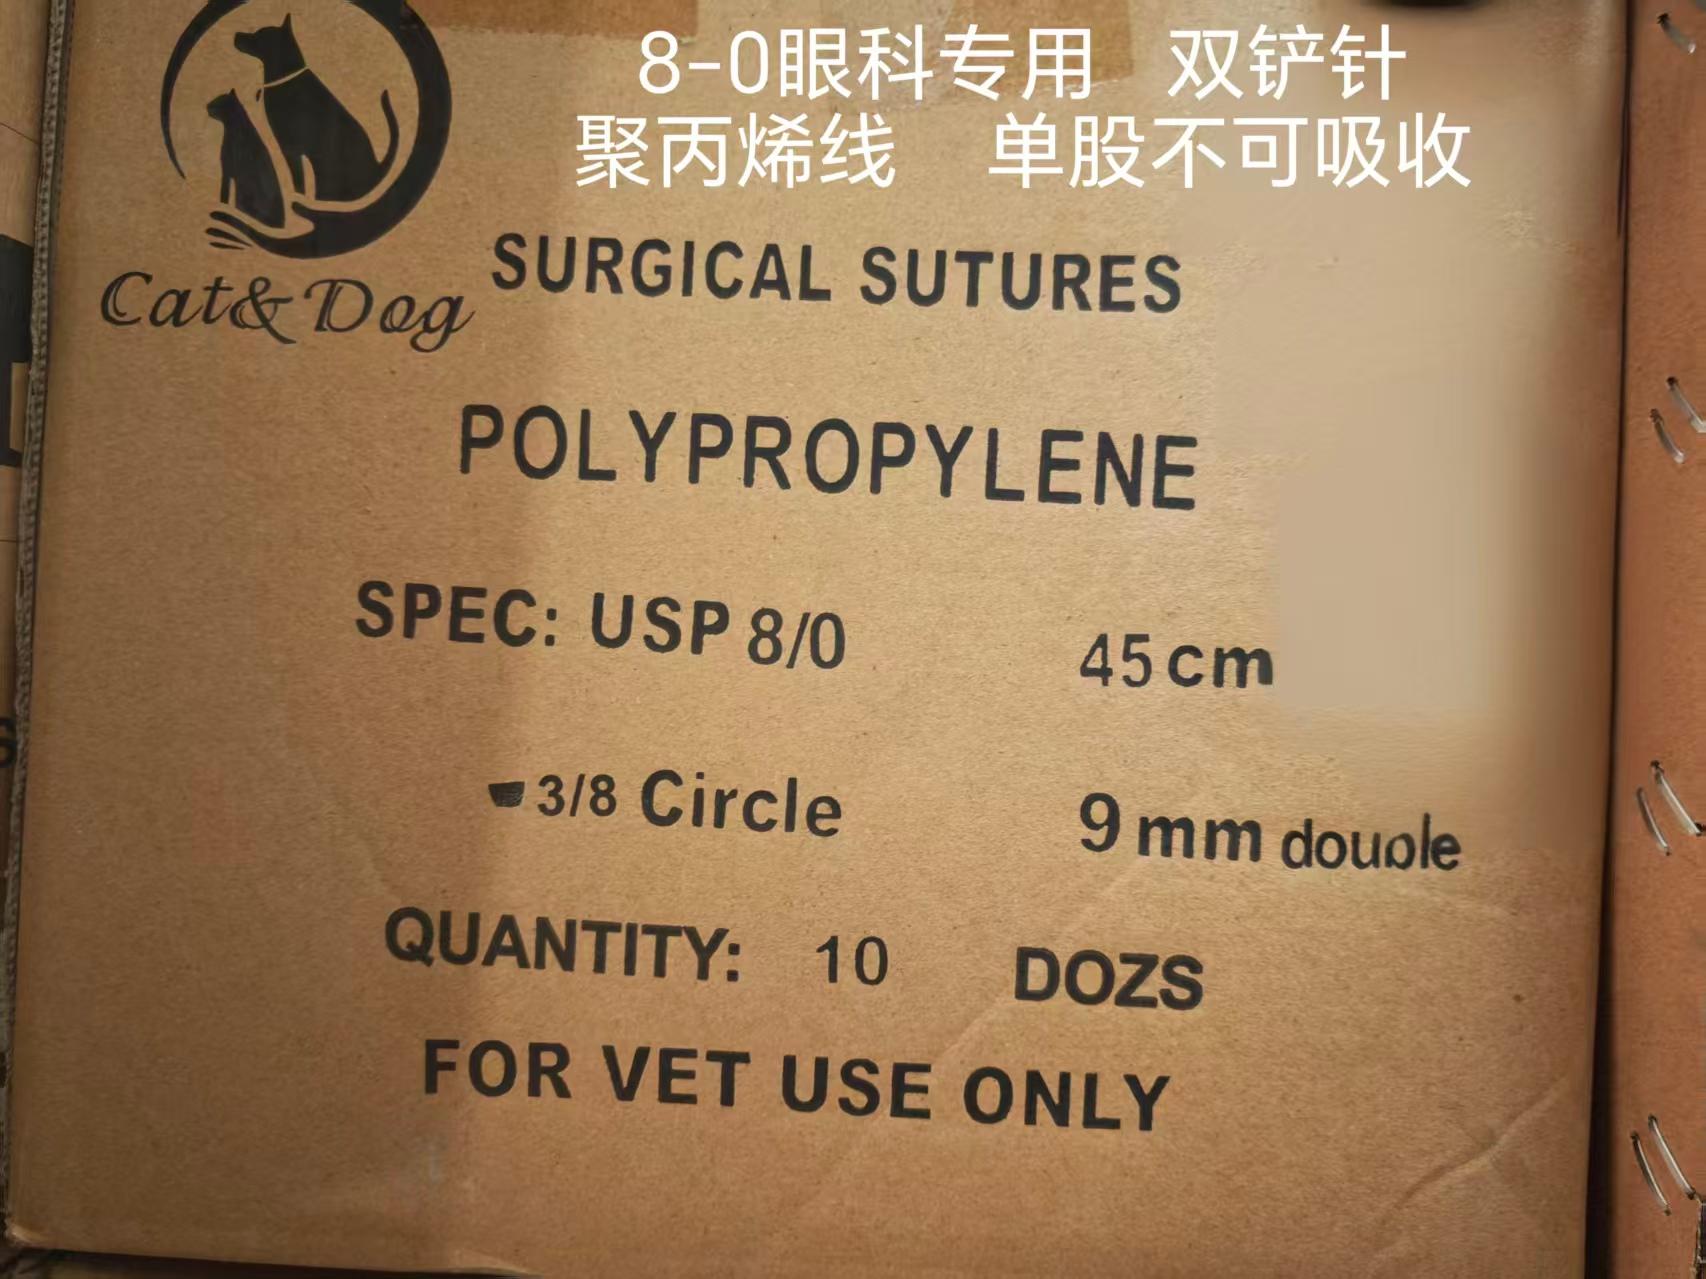 8-0眼科专用 双铲针
聚丙烯线 单股不可吸收
Cat& Dog
SURGICAL SUTURES
POLYPROPYLENE
SPEC: USP 8/0 45cm
3/8 Circle 9mm douole
QUANTITY: 10 DOZS
FOR VET USE ONLY